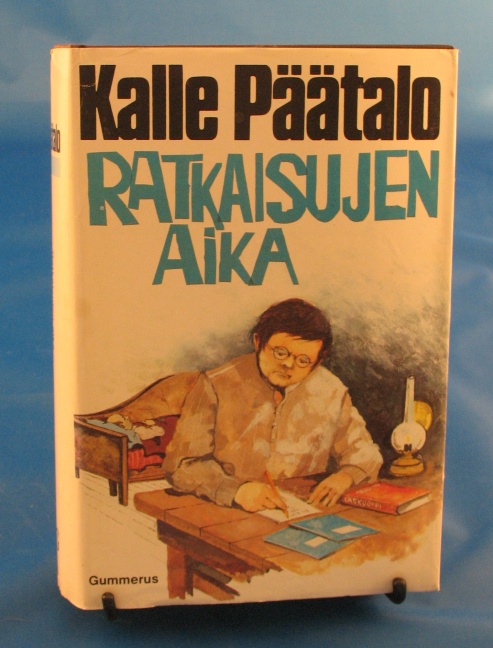 Kalle Päätalo
RATKAISUJEN
AIKA
Gummerus